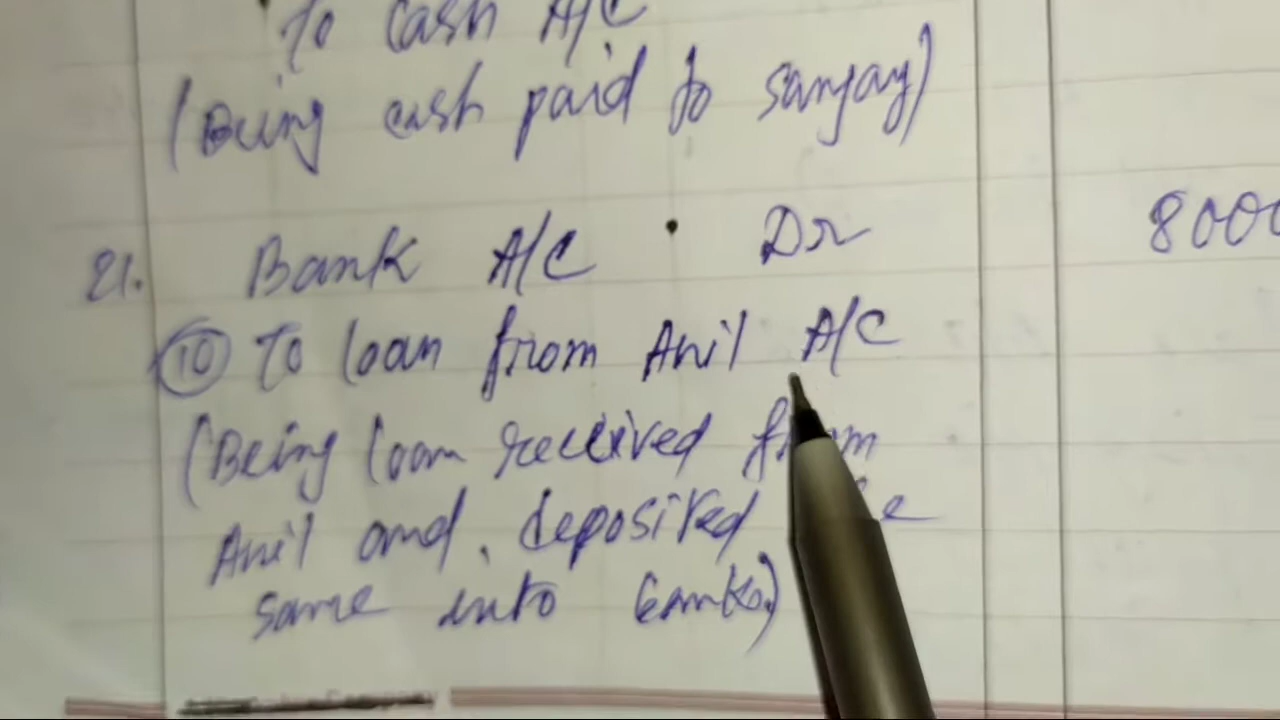 To Cash A/C
(Being cash paid to sanjay)
21. Bank A/C Dr 8000
10 To loan from Anil A/C
(Being loan received from
Anil and, deposited
same into bank.)